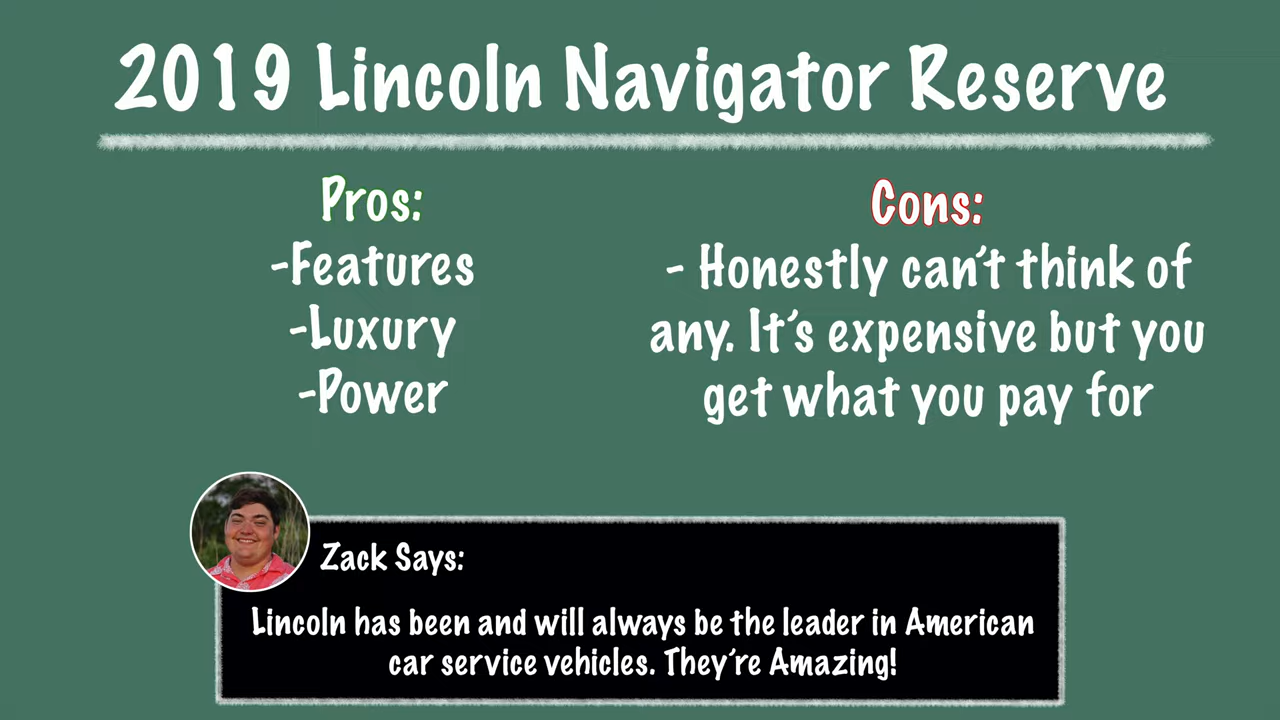 2019 Lincoln Navigator Reserve
Pros:
-Features
-Luxury
-Power
Cons:
- Honestly can't think of
any. It's expensive but you
get what you pay for
Zack Says:
Lincoln has been and will always be the leader in American
car service vehicles. They're Amazing!